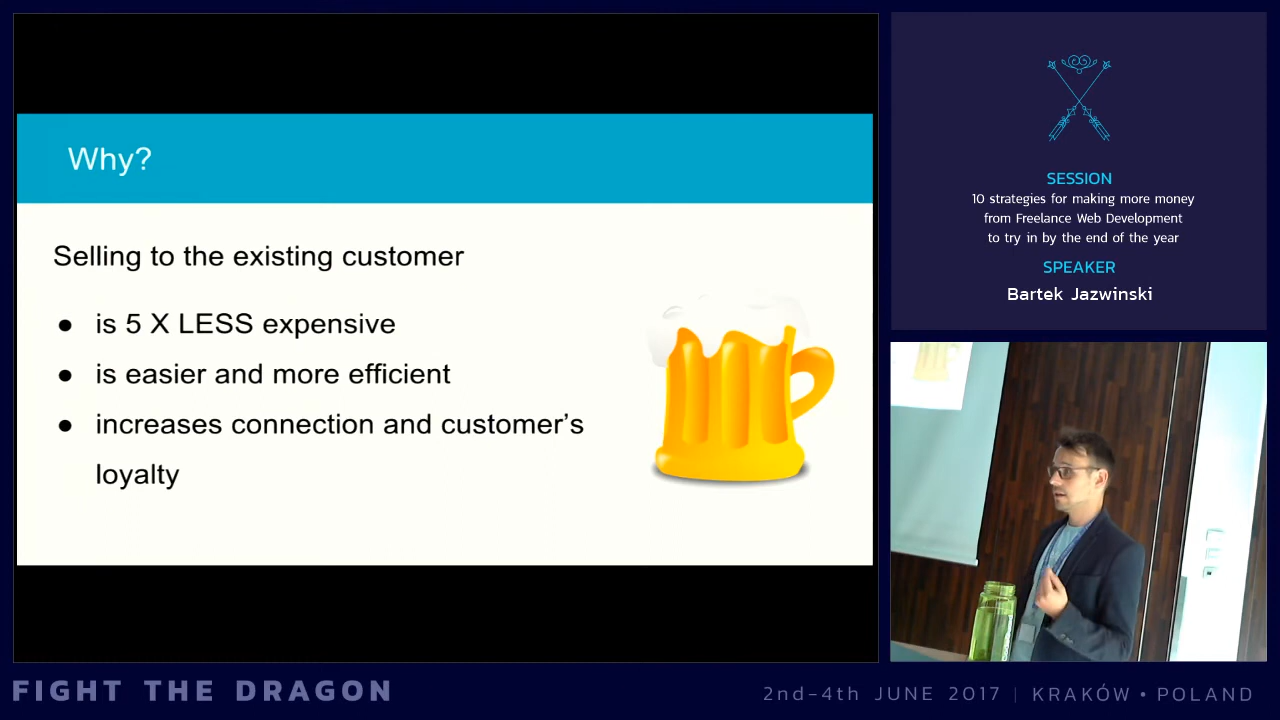 Why?
Selling to the existing customer
● is 5 X LESS expensive
● is easier and more efficient
● increases connection and customer’s
loyalty
SESSION
10 strategies for making more money
from Freelance Web Development
to try in by the end of the year
SPEAKER
Bartek Jazwinski
FIGHT THE DRAGON
2nd-4th JUNE 2017 | KRAKÓW • POLAND